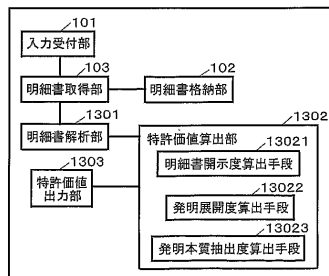 101
入力受付部
103
102
明細書取得部
明細書格納部
1301
1302
明細書解析部
特許価値算出部
13021
1303
明細書開示度算出手段
特許価値
出力部
13022
発明展開度算出手段
13023
発明本質抽出度算出手段